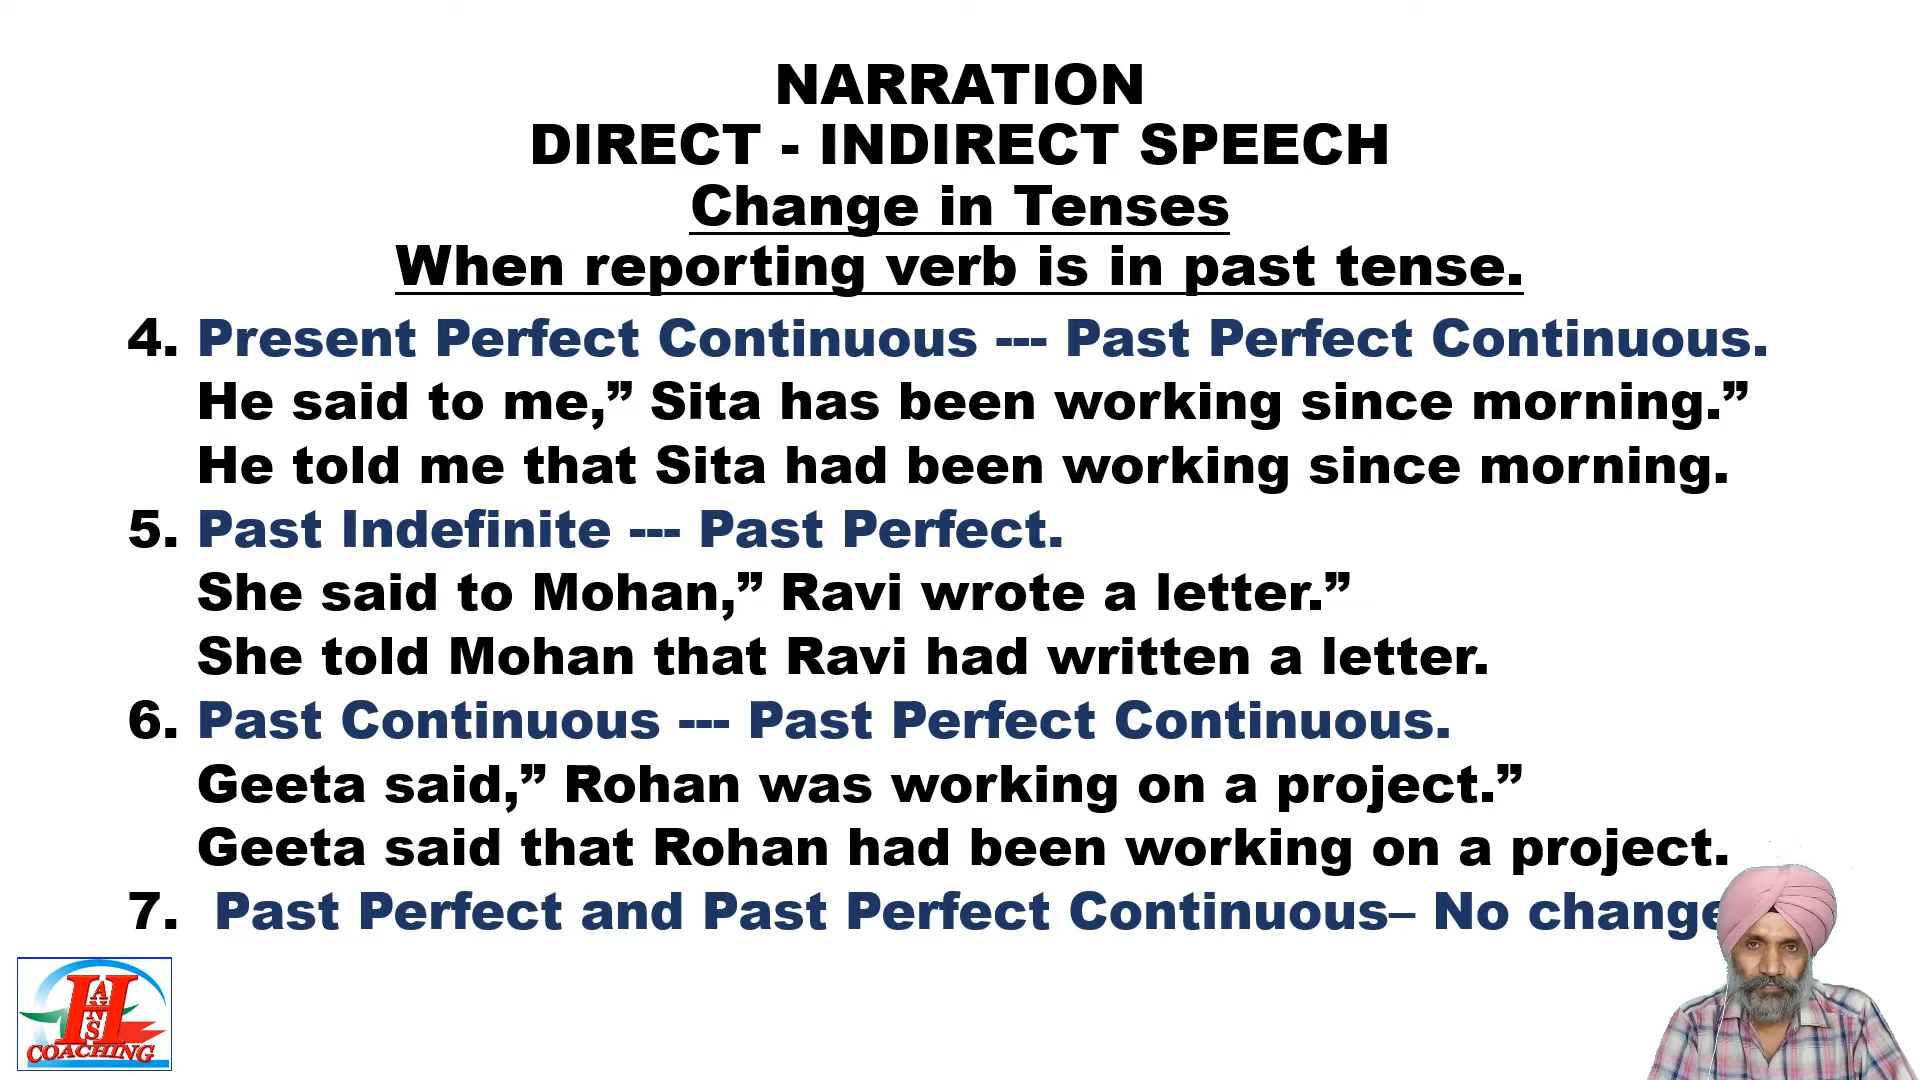 NARRATION
DIRECT - INDIRECT SPEECH
Change in Tenses
When reporting verb is in past tense.
4. Present Perfect Continuous --- Past Perfect Continuous.
He said to me,” Sita has been working since morning.”
He told me that Sita had been working since morning.
5. Past Indefinite --- Past Perfect.
She said to Mohan,” Ravi wrote a letter.”
She told Mohan that Ravi had written a letter.
6. Past Continuous --- Past Perfect Continuous.
Geeta said,” Rohan was working on a project.”
Geeta said that Rohan had been working on a project.
7. Past Perfect and Past Perfect Continuous– No change
COACHING